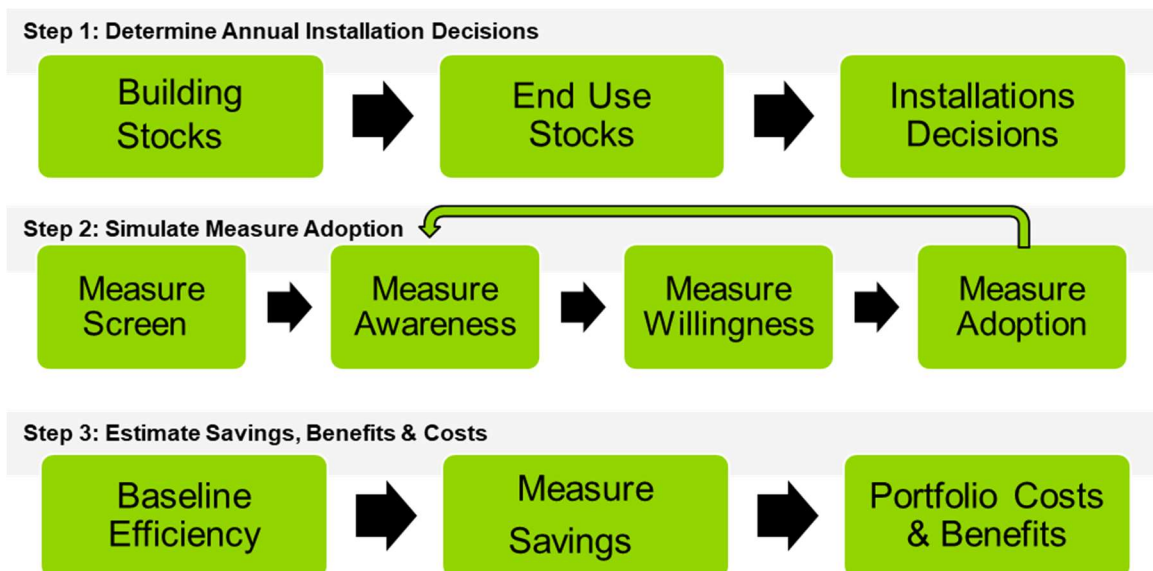 Step 1: Determine Annual Installation Decisions
Building
Stocks
End Use
Stocks
Installations
Decisions
Step 2: Simulate Measure Adoption
Measure
Screen
Measure
Awareness
Measure
Willingness
Measure
Adoption
Step 3: Estimate Savings, Benefits & Costs
Baseline
Efficiency
Measure
Savings
Portfolio Costs
& Benefits